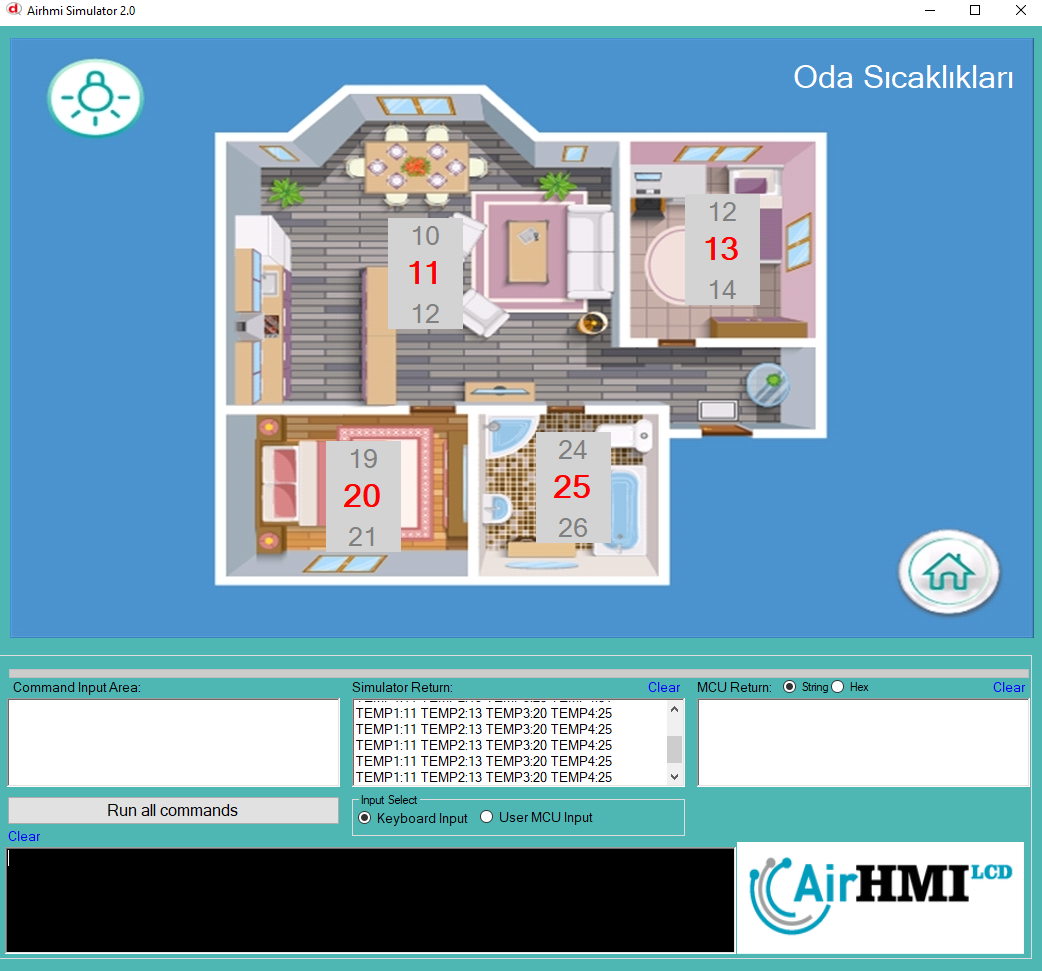 Airhmi Simulator 2.0
Oda Sıcaklıkları
10
11
12
12
13
14
19
20
21
24
25
26
Command Input Area:
Simulator Return:
Clear
MCU Return:
String
Hex
Clear
TEMP1:11 TEMP2:13 TEMP3:20 TEMP4:25
TEMP1:11 TEMP2:13 TEMP3:20 TEMP4:25
TEMP1:11 TEMP2:13 TEMP3:20 TEMP4:25
TEMP1:11 TEMP2:13 TEMP3:20 TEMP4:25
TEMP1:11 TEMP2:13 TEMP3:20 TEMP4:25
Run all commands
Input Select
Keyboard Input
User MCU Input
Clear
AirHMI LCD